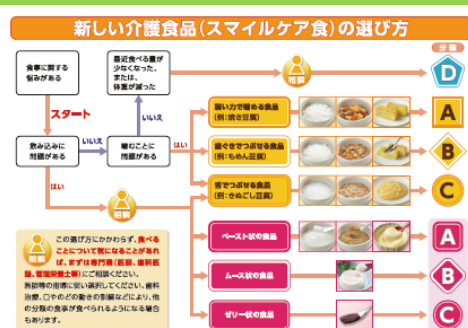 新しい介護食品(スマイルケア食)の選び方
分類
食事に関する
悩みがある
最近食べる量が
少なくなった、
または、
体重が減った
相談
D
スタート
いいえ
弱い力で噛める食品
(例:焼き豆腐)
A
飲み込みに
問題がある
いいえ
噛むことに
問題がある
はい
歯ぐきでつぶせる食品
(例:もめん豆腐)
B
はい
舌でつぶせる食品
(例:きぬごし豆腐)
C
相談
ペースト状の食品
A
相談
この選び方にかかわらず、食べる
ことについて気になることがあれ
ば、まずは専門職(医師、歯科医
師、管理栄養士等)にご相談ください。
医師等の指導に従い選択してください。歯科
治療、口やのどの動きの訓練などにより、他
の分類の食事が食べられるようになる場合
もあります。
ムース状の食品
B
ゼリー状の食品
C